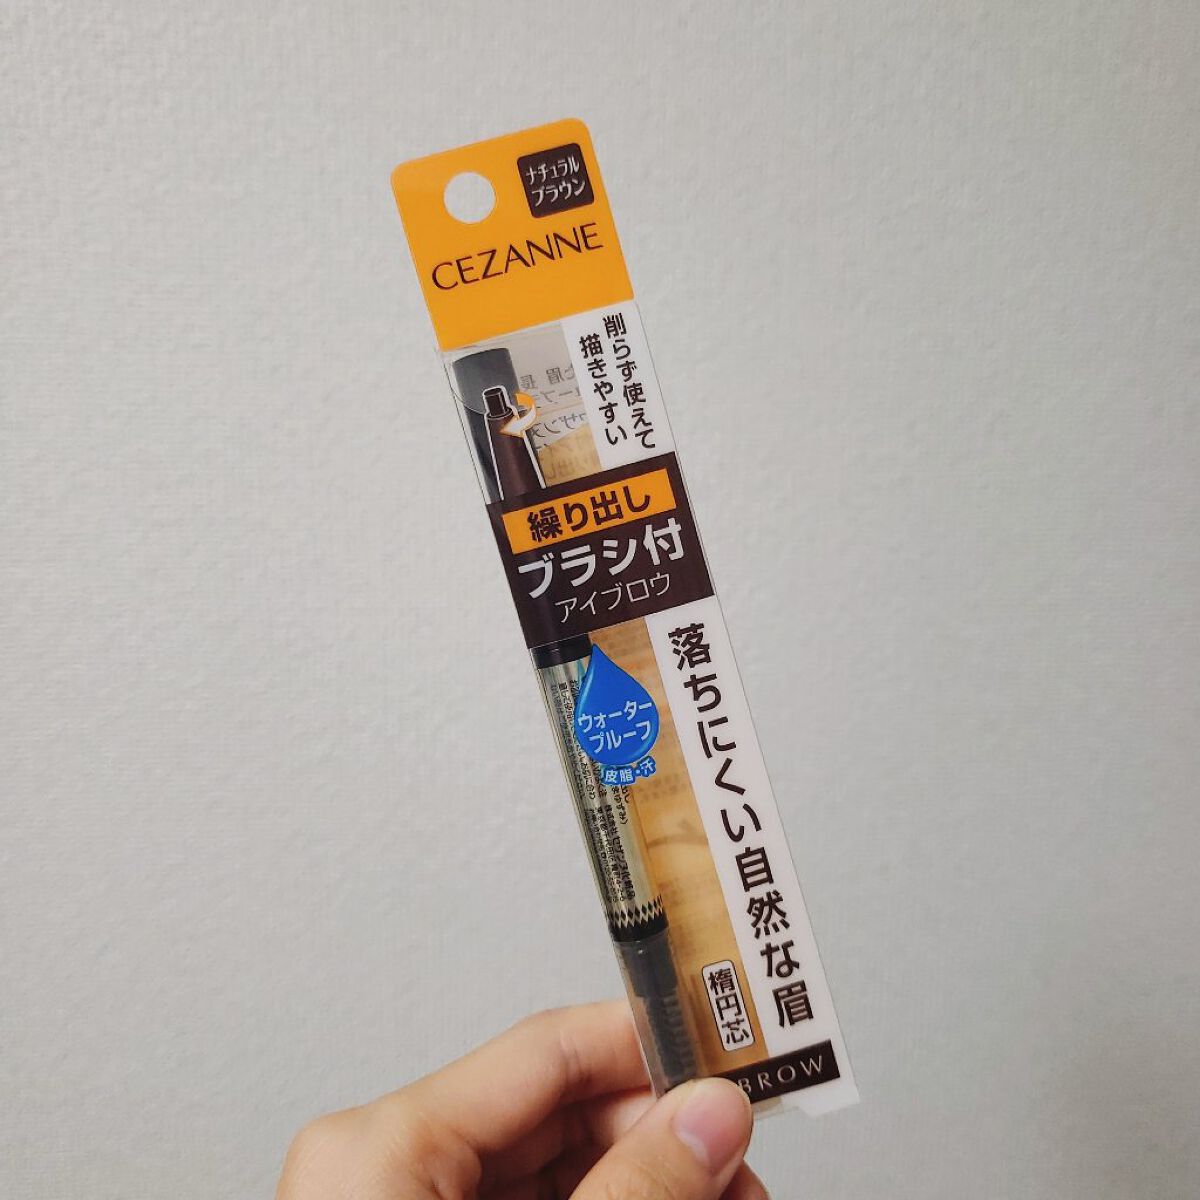 ナチュラル
ブラウン
CEZANNE
削らず使えて
描きやすい
繰り出し
ブラシ付
アイブロウ
ウォーター
プルーフ
皮脂・汗
落ちにくい自然な眉
楕円芯
BROW